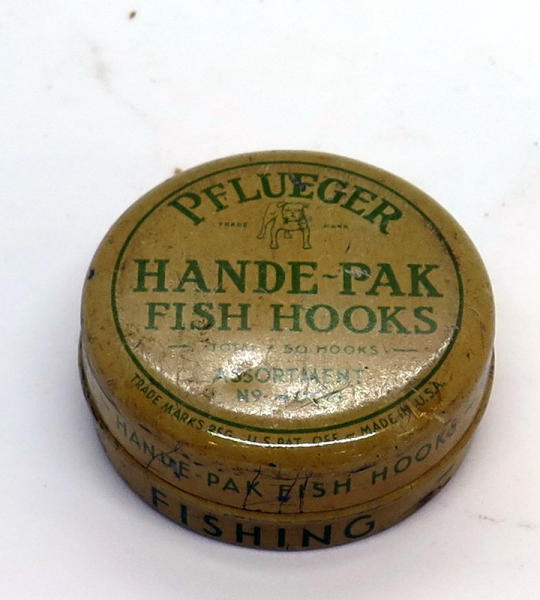 PFLUEGER
TRADE MARK
HANDE-PAK
FISH HOOKS
50 HOOKS
ASSORTMENT
NO.
TRADE MARKS REG. U.S. PAT. OFF. MADE IN U.S.A.
HANDE-PAK FISH HOOKS
FISHING